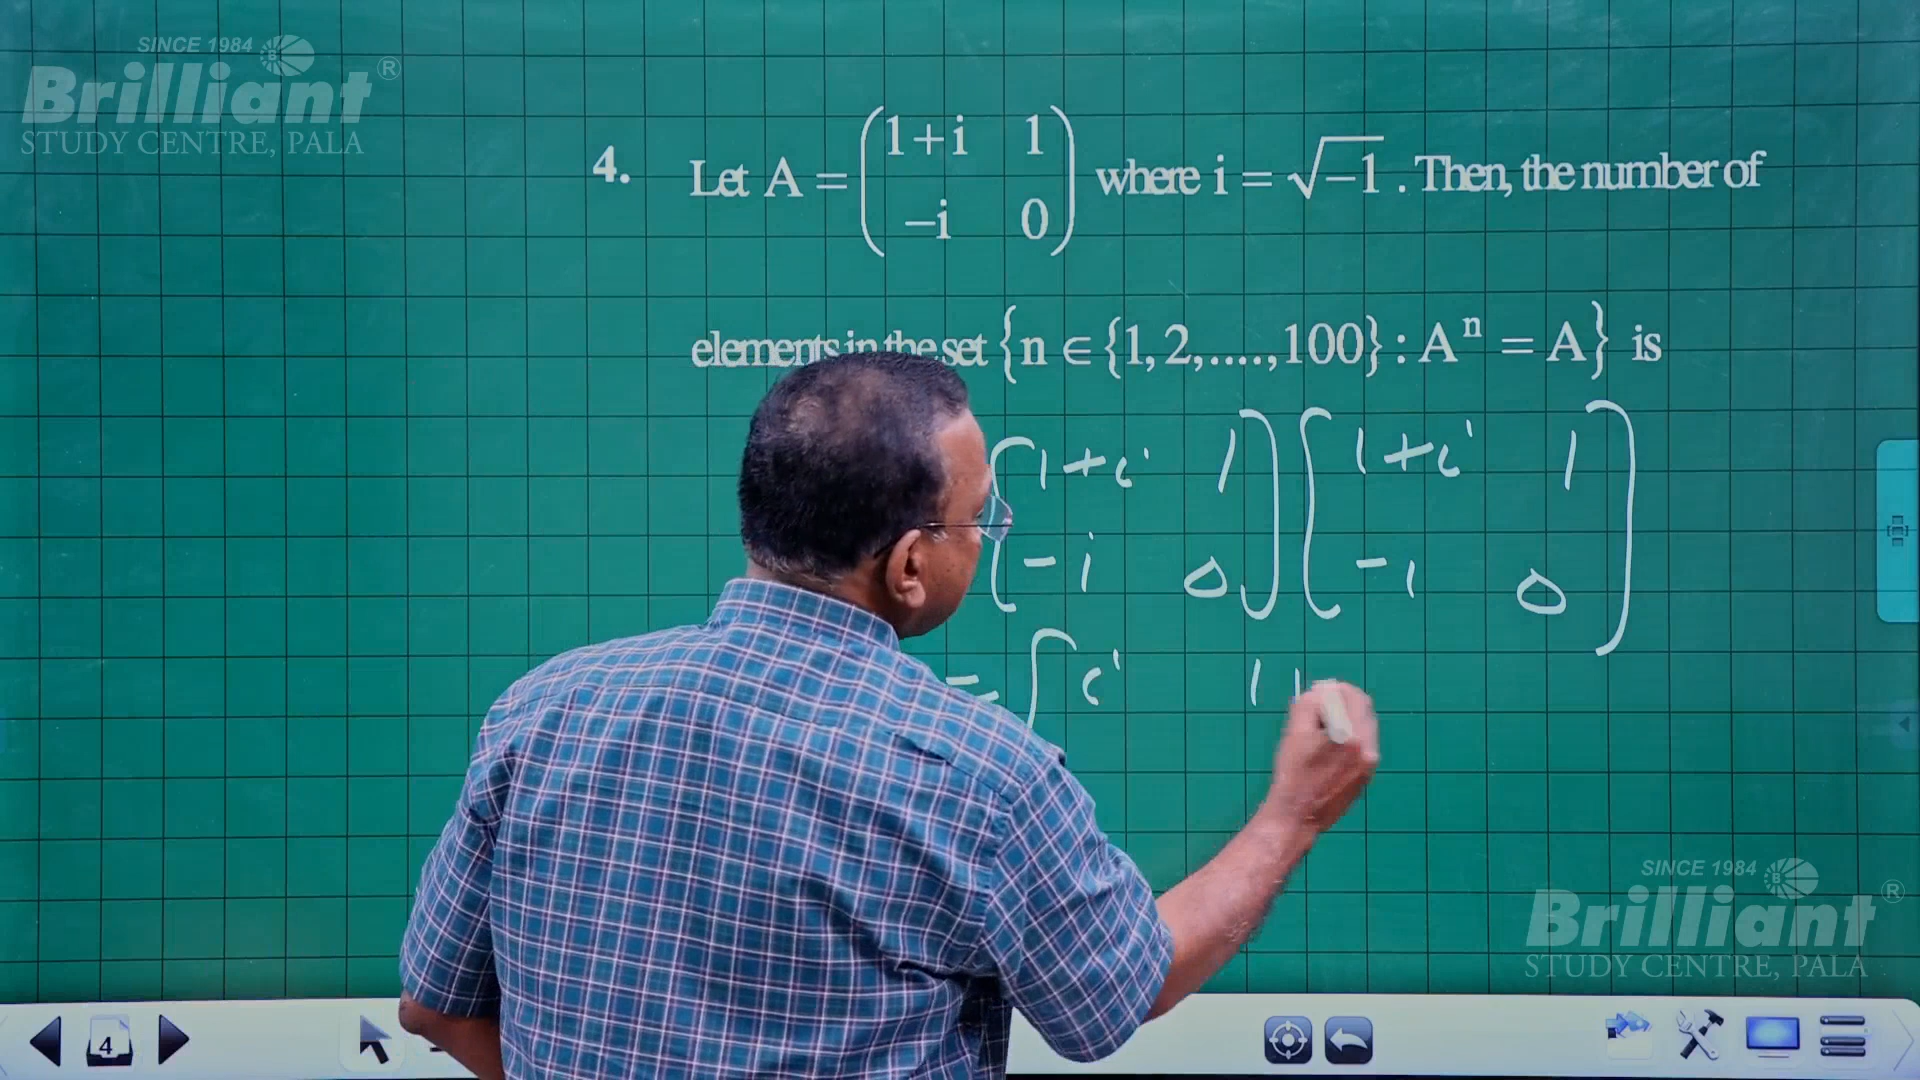 SINCE 1984
Brilliant®
STUDY CENTRE, PALA
4. Let A = (1+i 1
−i 0) where i = √−1 . Then, the number of
elements in the set {n ∈ {1, 2, ...., 100} : Aⁿ = A} is
[1+i 1] [1+i 1]
[−i 0] [−i 0]
= [i 1
4
SINCE 1984
Brilliant®
STUDY CENTRE, PALA